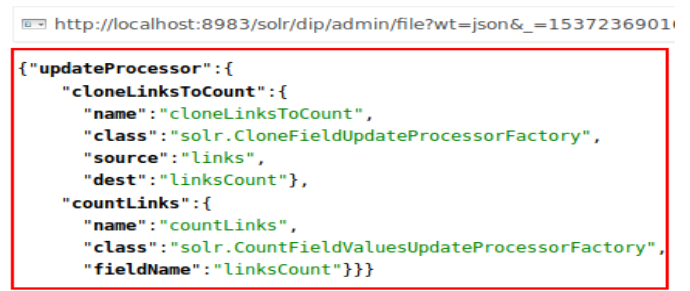 http://localhost:8983/solr/dip/admin/file?wt=json&_=1537236901
{"updateProcessor":{
"cloneLinksToCount":{
"name":"cloneLinksToCount",
"class":"solr.CloneFieldUpdateProcessorFactory",
"source":"links",
"dest":"linksCount"},
"countLinks":{
"name":"countLinks",
"class":"solr.CountFieldValuesUpdateProcessorFactory",
"fieldName":"linksCount"}}}